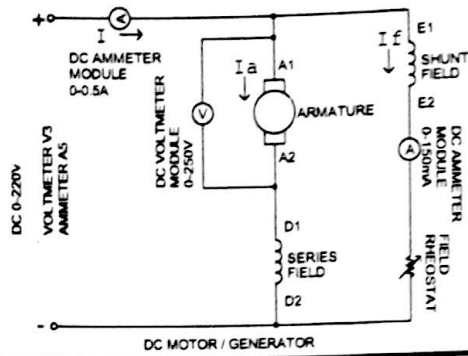 +
A
I
DC AMMETER
MODULE
0-0.5A
DC 0-220V
VOLTMETER V3
AMMETER A5
DC VOLTMETER
MODULE
0-250V
V
Ia
A1
ARMATURE
A2
D1
SERIES
FIELD
D2
If
E1
SHUNT
FIELD
E2
A
DC AMMETER
MODULE
0-150mA
FIELD
RHEOSTAT
-
DC MOTOR / GENERATOR